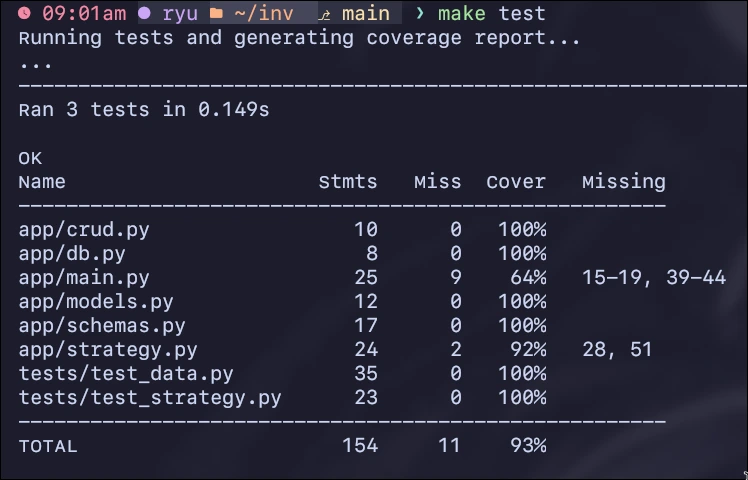 09:01am ryu ~/inv main ❯ make test
Running tests and generating coverage report...
...
----------------------------------------------------------------------
Ran 3 tests in 0.149s
OK
Name Stmts Miss Cover Missing
------------------------------------------------------
app/crud.py 10 0 100%
app/db.py 8 0 100%
app/main.py 25 9 64% 15-19, 39-44
app/models.py 12 0 100%
app/schemas.py 17 0 100%
app/strategy.py 24 2 92% 28, 51
tests/test_data.py 35 0 100%
tests/test_strategy.py 23 0 100%
------------------------------------------------------
TOTAL 154 11 93%